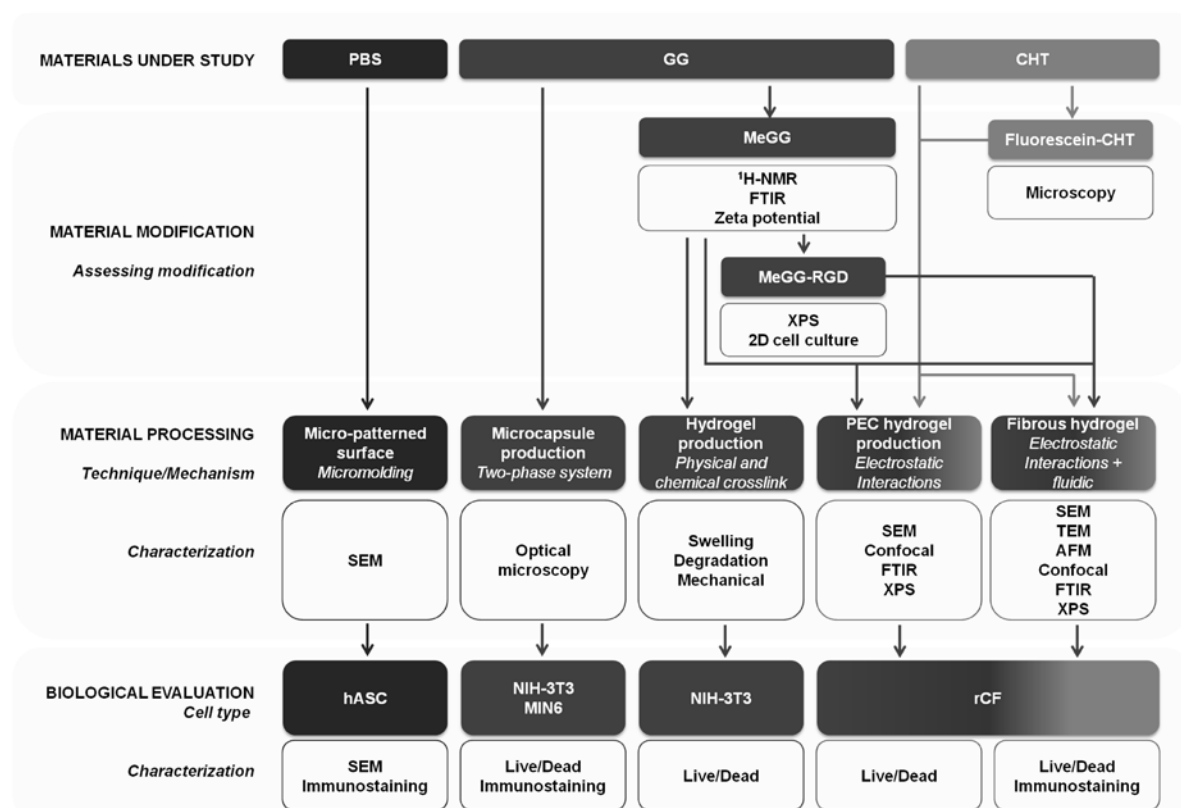 MATERIALS UNDER STUDY
PBS
GG
CHT
MeGG
Fluorescein-CHT
¹H-NMR
FTIR
Zeta potential
Microscopy
MATERIAL MODIFICATION
Assessing modification
MeGG-RGD
XPS
2D cell culture
MATERIAL PROCESSING
Technique/Mechanism
Micro-patterned
surface
Micromolding
Microcapsule
production
Two-phase system
Hydrogel
production
Physical and
chemical crosslink
PEC hydrogel
production
Electrostatic
Interactions
Fibrous hydrogel
Electrostatic
Interactions +
fluidic
Characterization
SEM
Optical
microscopy
Swelling
Degradation
Mechanical
SEM
Confocal
FTIR
XPS
SEM
TEM
AFM
Confocal
FTIR
XPS
BIOLOGICAL EVALUATION
Cell type
hASC
NIH-3T3
MIN6
NIH-3T3
rCF
Characterization
SEM
Immunostaining
Live/Dead
Immunostaining
Live/Dead
Live/Dead
Live/Dead
Immunostaining